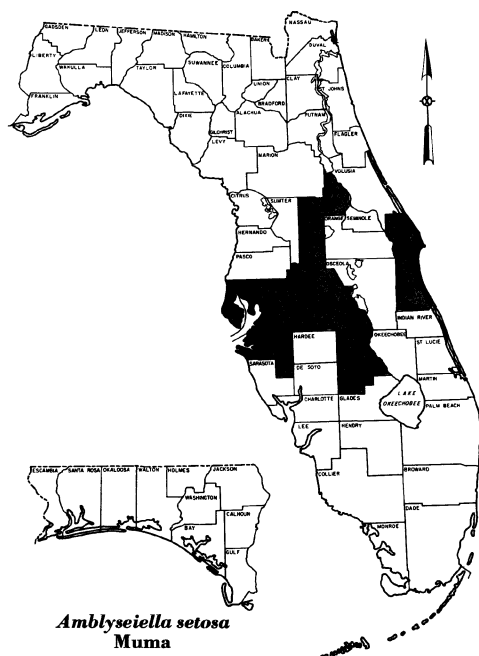 NASSAU
GADSDEN
LEON
JEFFERSON
MADISON
HAMILTON
BAKER
DUVAL
LIBERTY
WAKULLA
TAYLOR
SUWANNEE
COLUMBIA
UNION
CLAY
ST JOHNS
FRANKLIN
LAFAYETTE
BRADFORD
DIXIE
GILCHRIST
ALACHUA
PUTNAM
FLAGLER
LEVY
MARION
VOLUSIA
CITRUS
SUMTER
ORANGE
SEMINOLE
HERNANDO
PASCO
OSCEOLA
INDIAN RIVER
HARDEE
OKEECHOBEE
ST LUCIE
SARASOTA
DE SOTO
MARTIN
CHARLOTTE
GLADES
LAKE
OKEECHOBEE
PALM BEACH
LEE
HENDRY
COLLIER
BROWARD
DADE
MONROE
ESCAMBIA
SANTA ROSA
OKALOOSA
WALTON
HOLMES
JACKSON
WASHINGTON
BAY
CALHOUN
GULF
Amblyseiella setosa
Muma